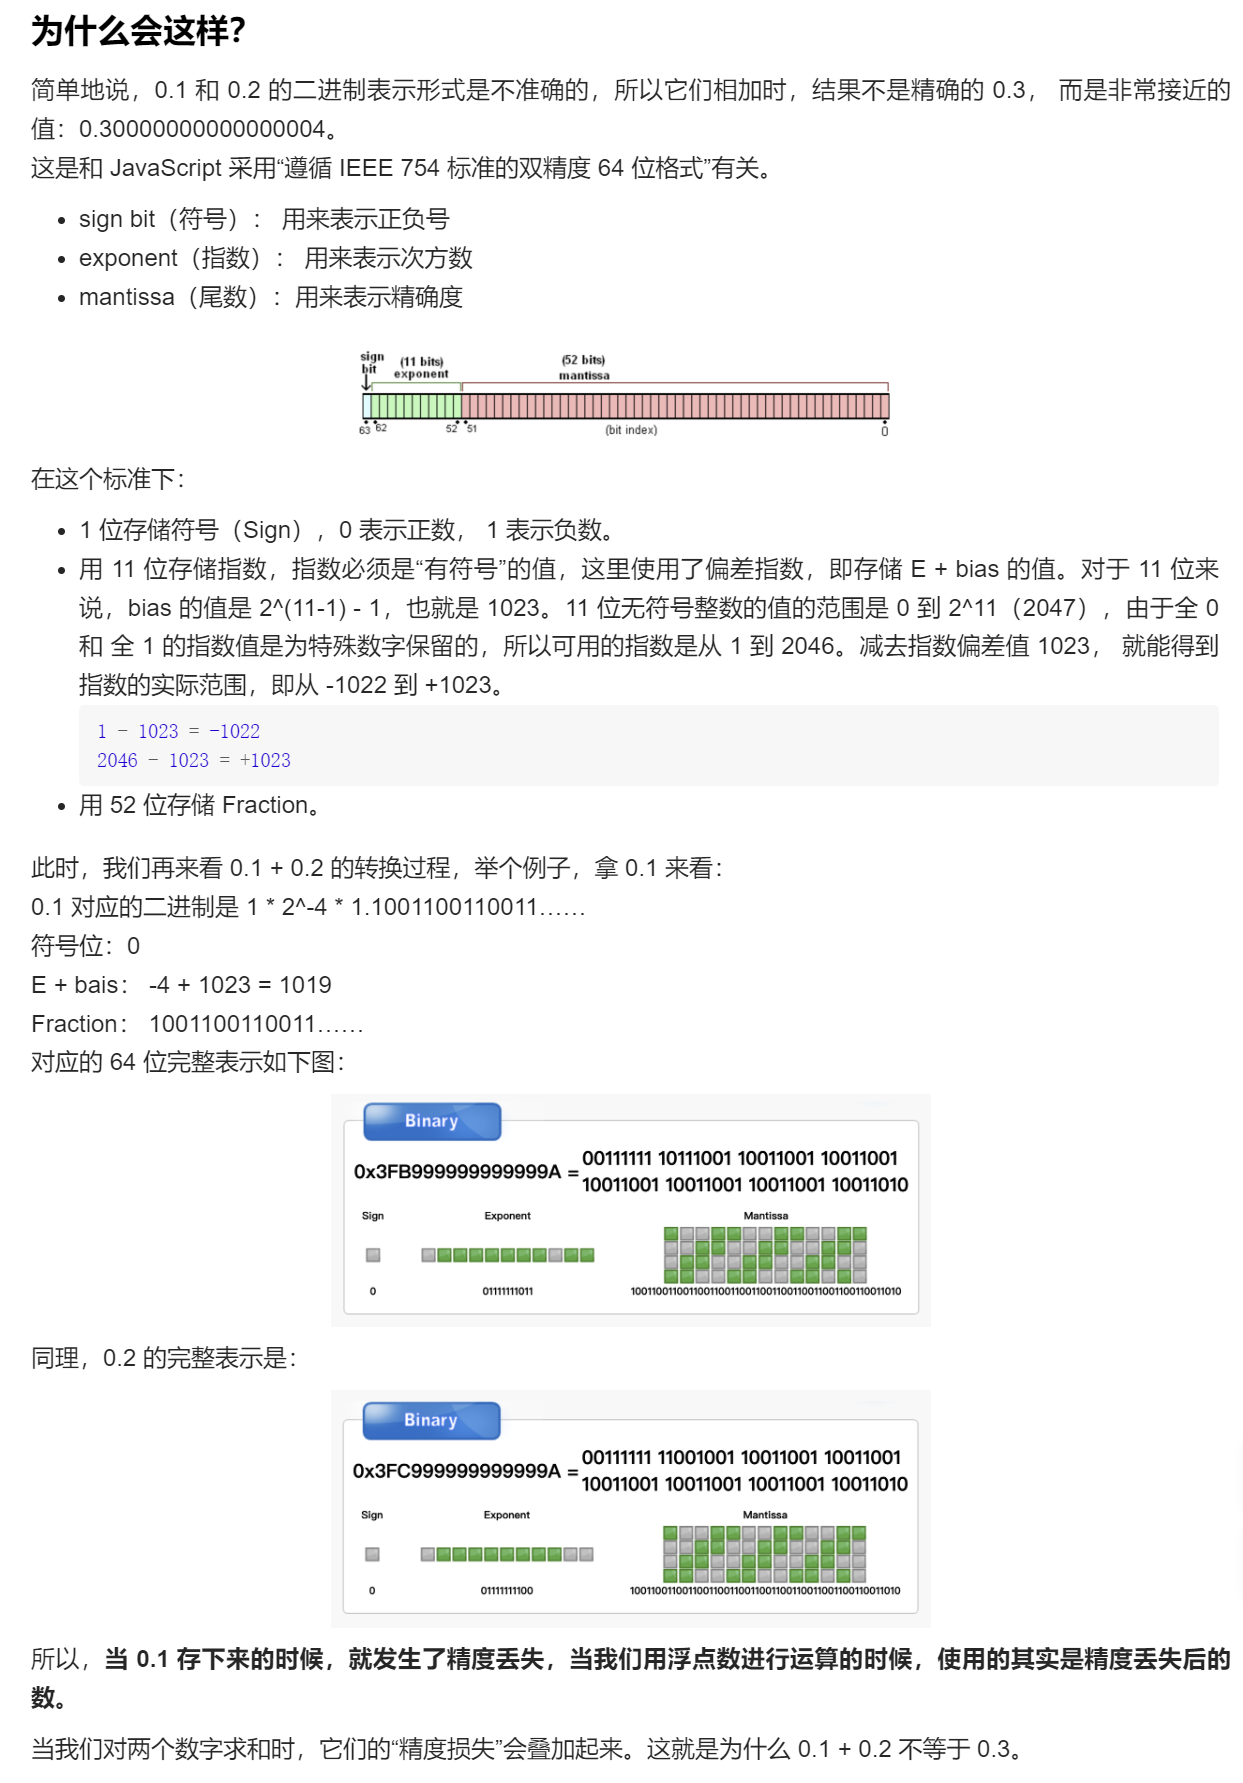 为什么会这样?
简单地说，0.1 和 0.2 的二进制表示形式是不准确的，所以它们相加时，结果不是精确的 0.3， 而是非常接近的
值：0.30000000000000004。
这是和 JavaScript 采用“遵循 IEEE 754 标准的双精度 64 位格式”有关。
• sign bit（符号）： 用来表示正负号
• exponent（指数）： 用来表示次方数
• mantissa（尾数）：用来表示精确度
sign
bit
(11 bits)
exponent
(52 bits)
mantissa
63 62 52 51 (bit index) 0
在这个标准下：
• 1 位存储符号（Sign），0 表示正数， 1 表示负数。
• 用 11 位存储指数，指数必须是“有符号”的值，这里使用了偏差指数，即存储 E + bias 的值。对于 11 位来
说，bias 的值是 2^(11-1) - 1，也就是 1023。11 位无符号整数的值的范围是 0 到 2^11（2047），由于全 0
和 全 1 的指数值是为特殊数字保留的，所以可用的指数是从 1 到 2046。减去指数偏差值 1023， 就能得到
指数的实际范围，即从 -1022 到 +1023。
1 - 1023 = -1022
2046 - 1023 = +1023
• 用 52 位存储 Fraction。
此时，我们再来看 0.1 + 0.2 的转换过程，举个例子，拿 0.1 来看：
0.1 对应的二进制是 1 * 2^-4 * 1.1001100110011……
符号位：0
E + bais： -4 + 1023 = 1019
Fraction： 1001100110011……
对应的 64 位完整表示如下图：
Binary
0x3FB999999999999A = 00111111 10111001 10011001 10011001
10011001 10011001 10011001 10011010
Sign Exponent Mantissa
0 01111111011 1001100110011001100110011001100110011001100110011010
同理，0.2 的完整表示是：
Binary
0x3FC999999999999A = 00111111 11001001 10011001 10011001
10011001 10011001 10011001 10011010
Sign Exponent Mantissa
0 01111111100 1001100110011001100110011001100110011001100110011010
所以，当 0.1 存下来的时候，就发生了精度丢失，当我们用浮点数进行运算的时候，使用的其实是精度丢失后的
数。
当我们对两个数字求和时，它们的“精度损失”会叠加起来。这就是为什么 0.1 + 0.2 不等于 0.3。